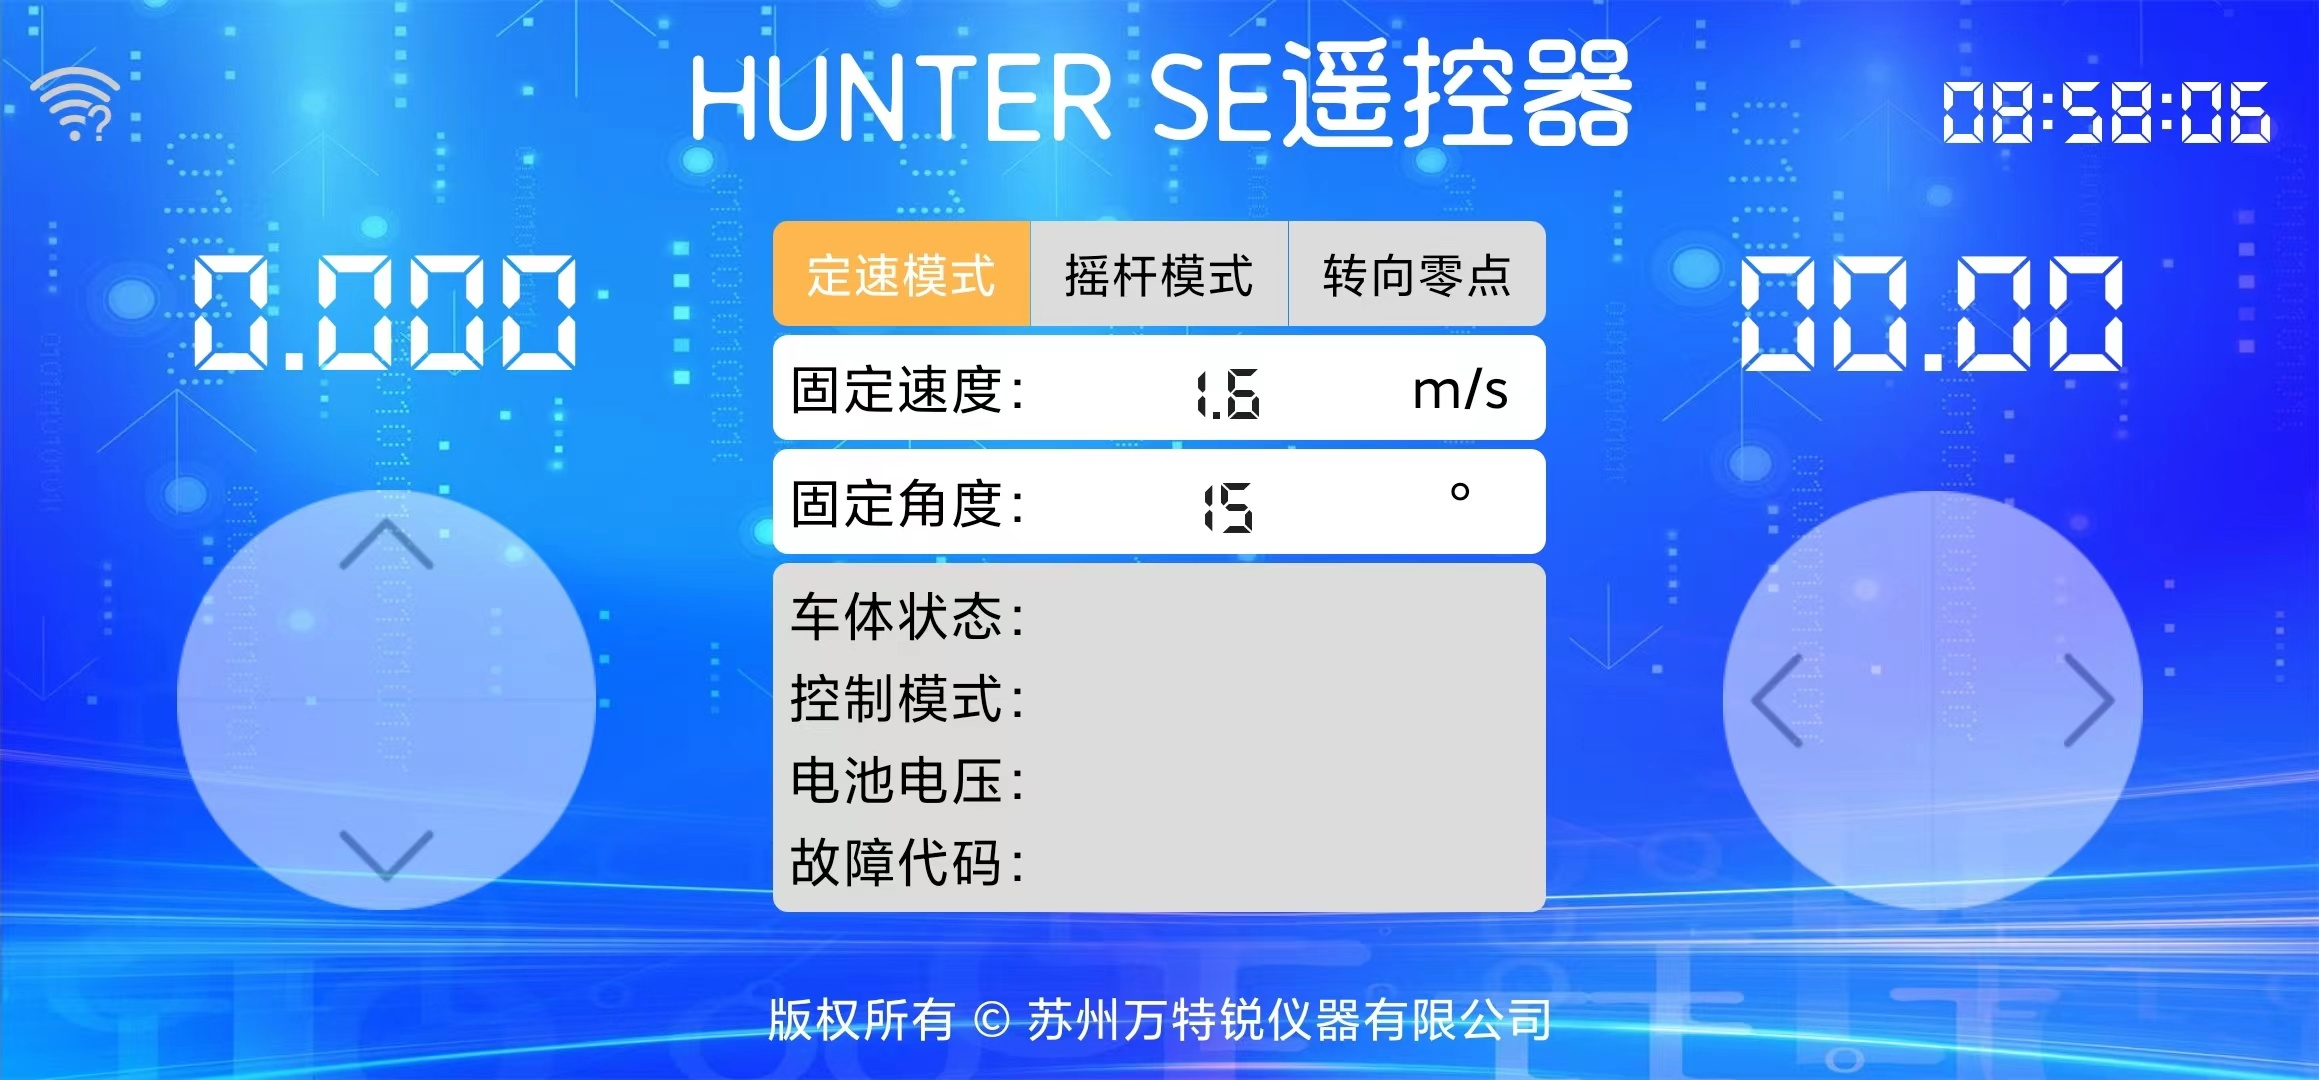 HUNTER SE遥控器
08:58:05
0.000
00.00
定速模式 摇杆模式 转向零点
固定速度： 1.6 m/s
固定角度： 15 °
车体状态：
控制模式：
电池电压：
故障代码：
版权所有 © 苏州万特锐仪器有限公司